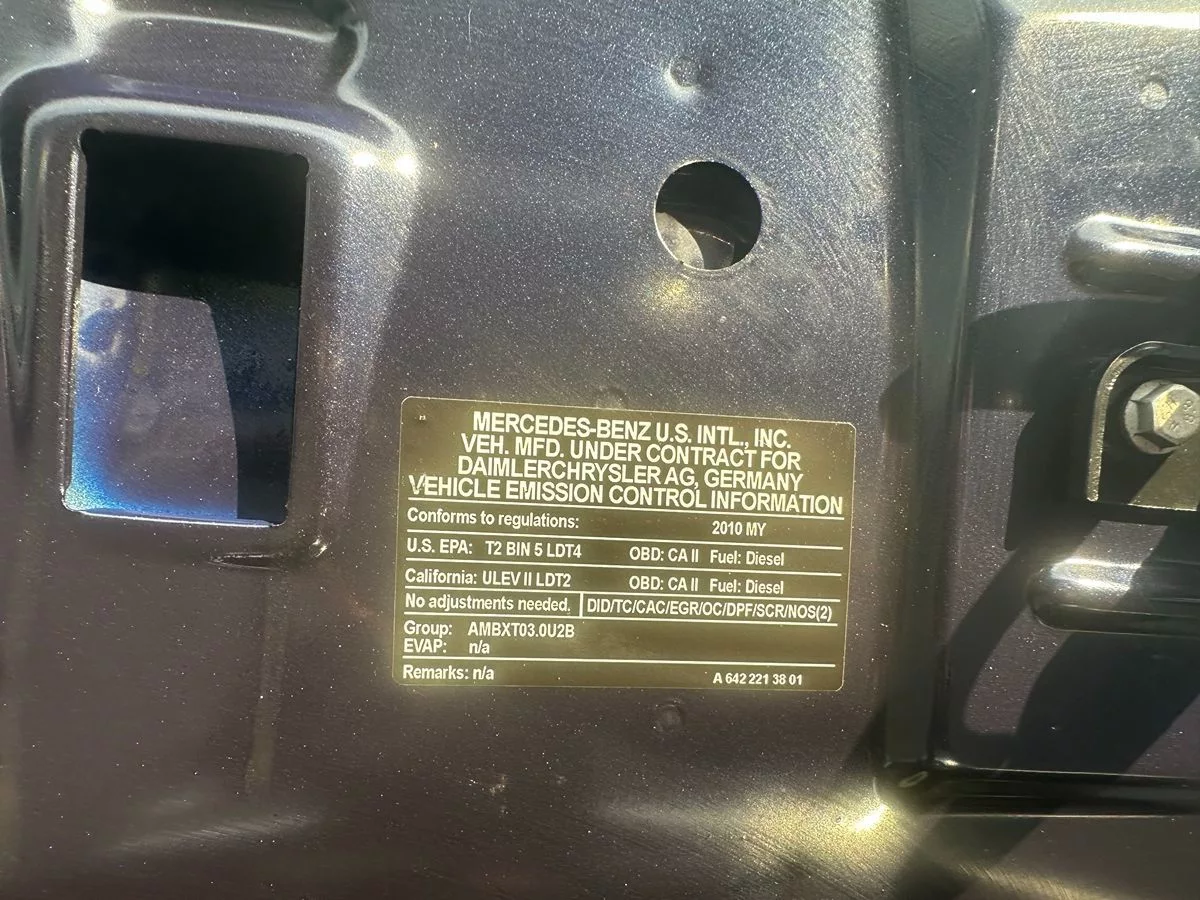 MERCEDES-BENZ U.S. INTL., INC.
VEH. MFD. UNDER CONTRACT FOR
DAIMLERCHRYSLER AG, GERMANY
VEHICLE EMISSION CONTROL INFORMATION
Conforms to regulations: 2010 MY
U.S. EPA: T2 BIN 5 LDT4 OBD: CA II Fuel: Diesel
California: ULEV II LDT2 OBD: CA II Fuel: Diesel
No adjustments needed. DID/TC/CAC/EGR/OC/DPF/SCR/NOS(2)
Group: AMBXT03.0U2B
EVAP: n/a
Remarks: n/a A 642 221 38 01